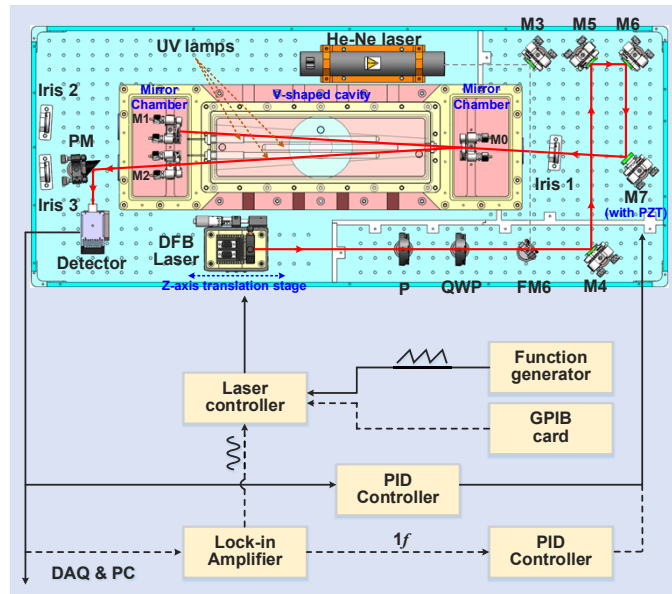 He-Ne laser
M3
M5
M6
UV lamps
Iris 2
Mirror
Chamber
V-shaped cavity
Mirror
Chamber
M1
M0
PM
Iris 1
M2
M7
(with PZT)
Iris 3
DFB
Laser
Detector
Z-axis translation stage
P
QWP
FM6
M4
Laser
controller
Function
generator
GPIB
card
PID
Controller
Lock-in
Amplifier
1f
PID
Controller
DAQ & PC